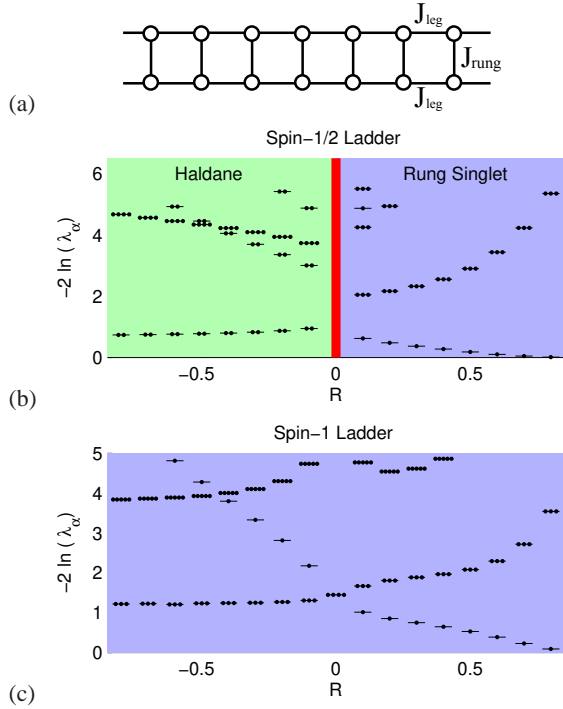 J_leg
J_rung
J_leg
(a)
Spin−1/2 Ladder
Haldane
Rung Singlet
6
4
2
0
−2 ln ( λ_α )
−0.5
0
0.5
R
(b)
Spin−1 Ladder
5
4
3
2
1
0
−2 ln ( λ_α )
−0.5
0
0.5
R
(c)